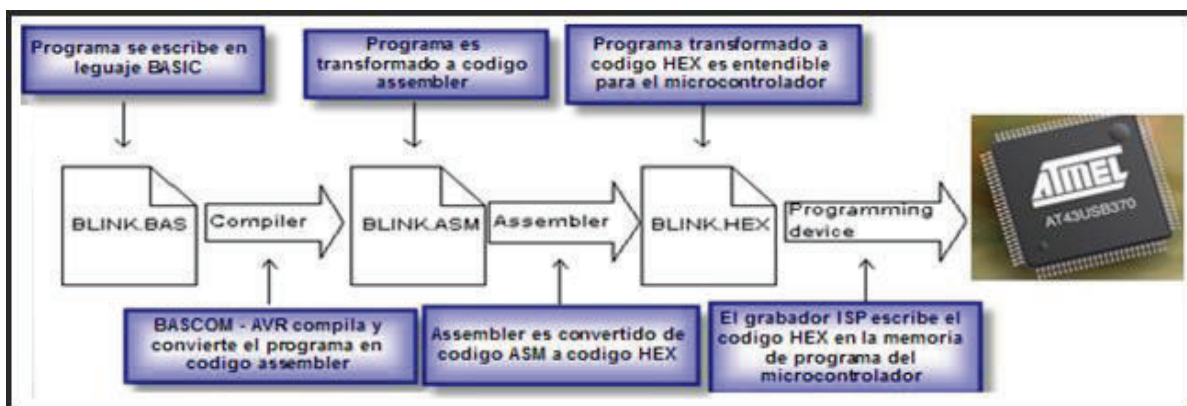 Programa se escribe en
leguaje BASIC
Programa es
transformado a codigo
assembler
Programa transformado a
codigo HEX es entendible
para el microcontrolador
BLINK.BAS
Compiler
BLINK.ASM
Assembler
BLINK.HEX
Programming
device
ATMEL
AT43USB370
BASCOM - AVR compila y
convierte el programa en
codigo assembler
Assembler es convertido de
codigo ASM a codigo HEX
El grabador ISP escribe el
codigo HEX en la memoria
de programa del
microcontrolador